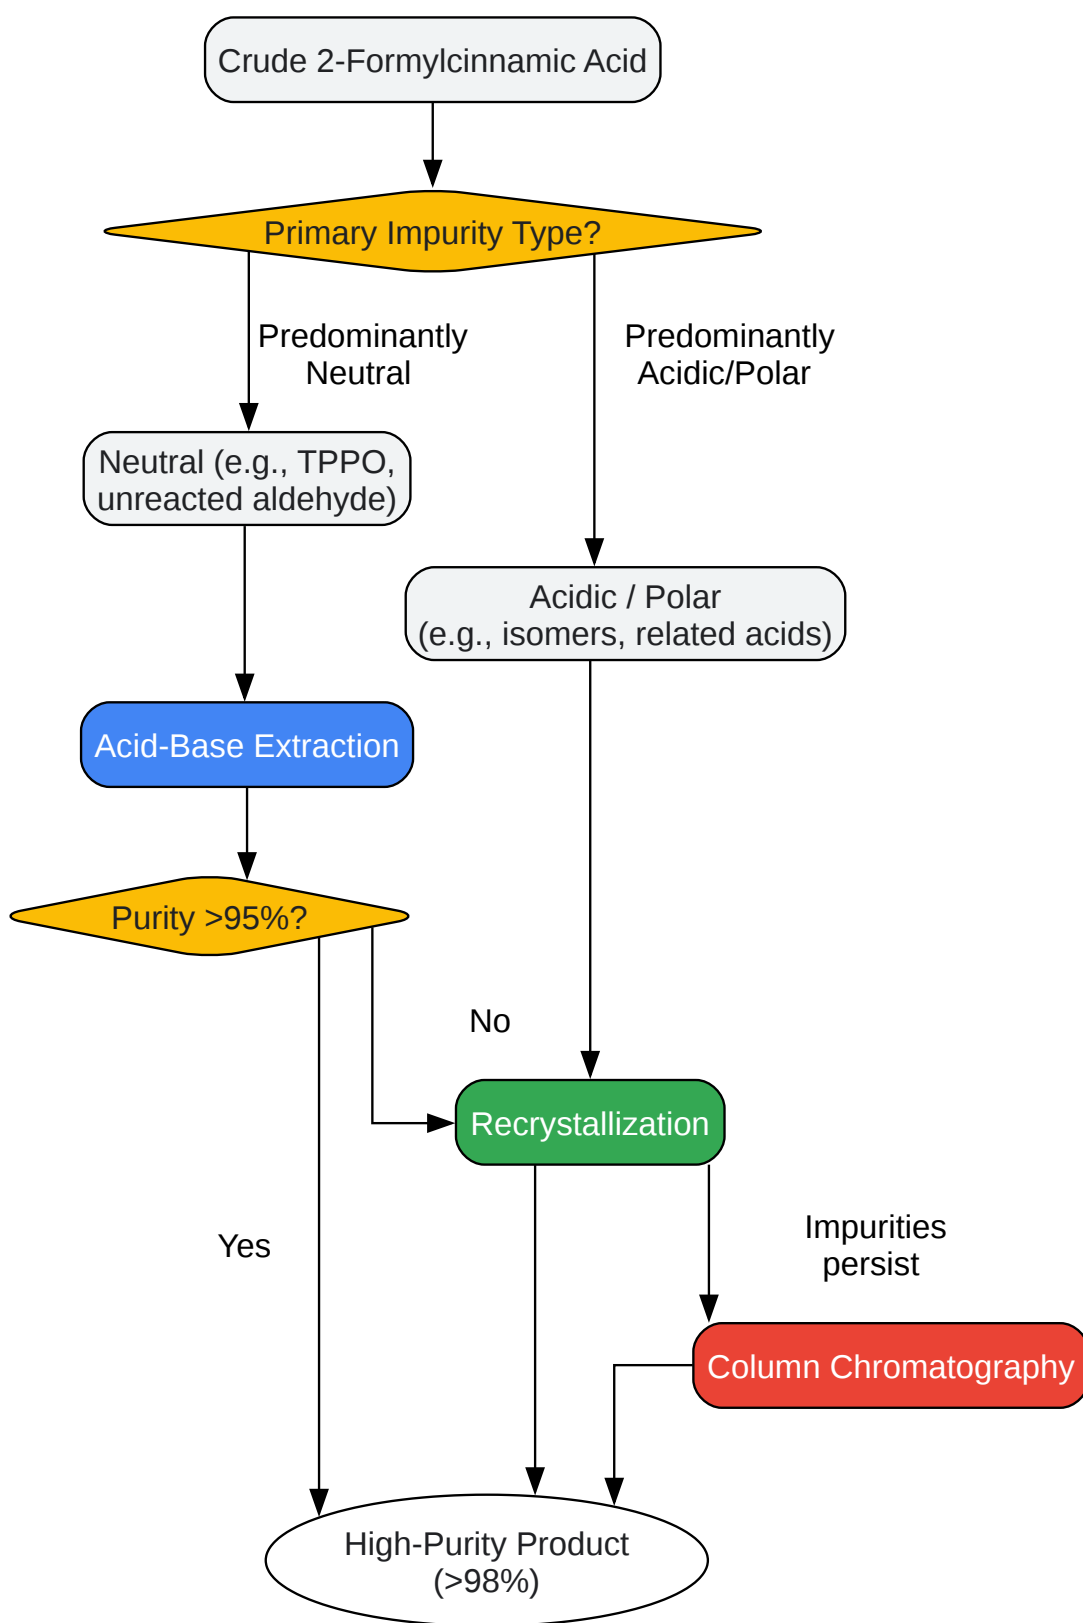 Crude 2-Formylcinnamic Acid
Primary Impurity Type?
Predominantly
Neutral
Predominantly
Acidic/Polar
Neutral (e.g., TPPO,
unreacted aldehyde)
Acidic / Polar
(e.g., isomers, related acids)
Acid-Base Extraction
Purity >95%?
No
Recrystallization
Yes
Impurities
persist
Column Chromatography
High-Purity Product
(>98%)